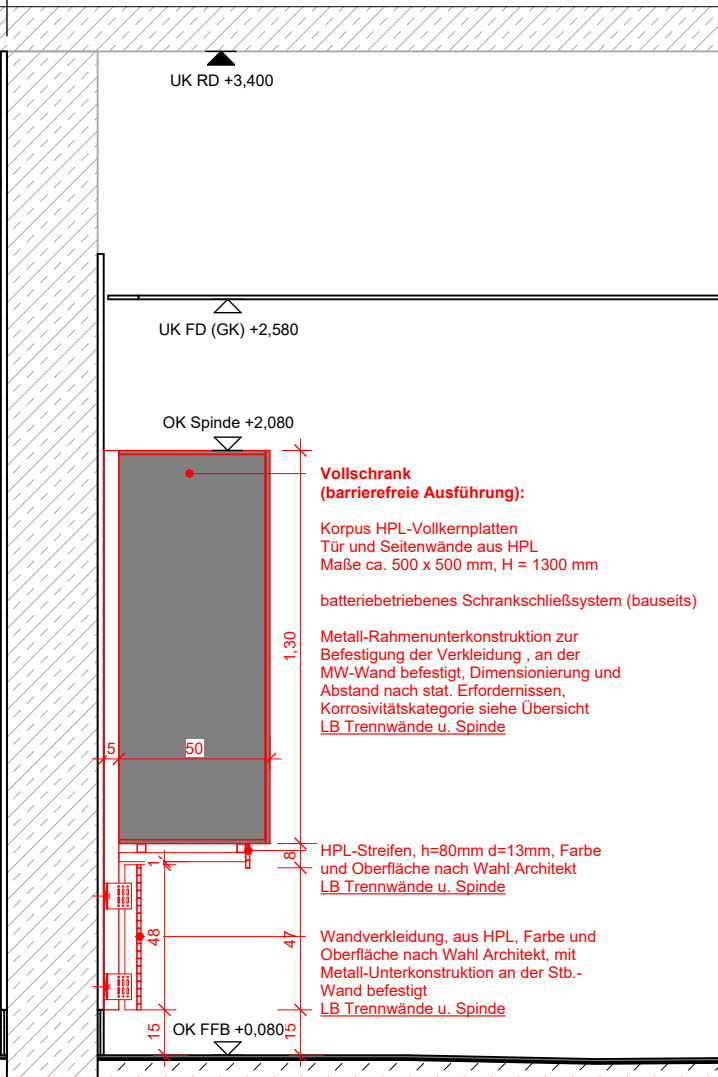 UK RD +3,400
UK FD (GK) +2,580
OK Spinde +2,080
Vollschrank
(barrierefreie Ausführung):
Korpus HPL-Vollkernplatten
Tür und Seitenwände aus HPL
Maße ca. 500 x 500 mm, H = 1300 mm
batteriebetriebenes Schrankschließsystem (bauseits)
Metall-Rahmenunterkonstruktion zur
Befestigung der Verkleidung , an der
MW-Wand befestigt, Dimensionierung und
Abstand nach stat. Erfordernissen,
Korrosivitätskategorie siehe Übersicht
LB Trennwände u. Spinde
1,30
5
50
HPL-Streifen, h=80mm d=13mm, Farbe
und Oberfläche nach Wahl Architekt
LB Trennwände u. Spinde
8
1
Wandverkleidung, aus HPL, Farbe und
Oberfläche nach Wahl Architekt, mit
Metall-Unterkonstruktion an der Stb.-
Wand befestigt
LB Trennwände u. Spinde
48
47
15
OK FFB +0,080
15